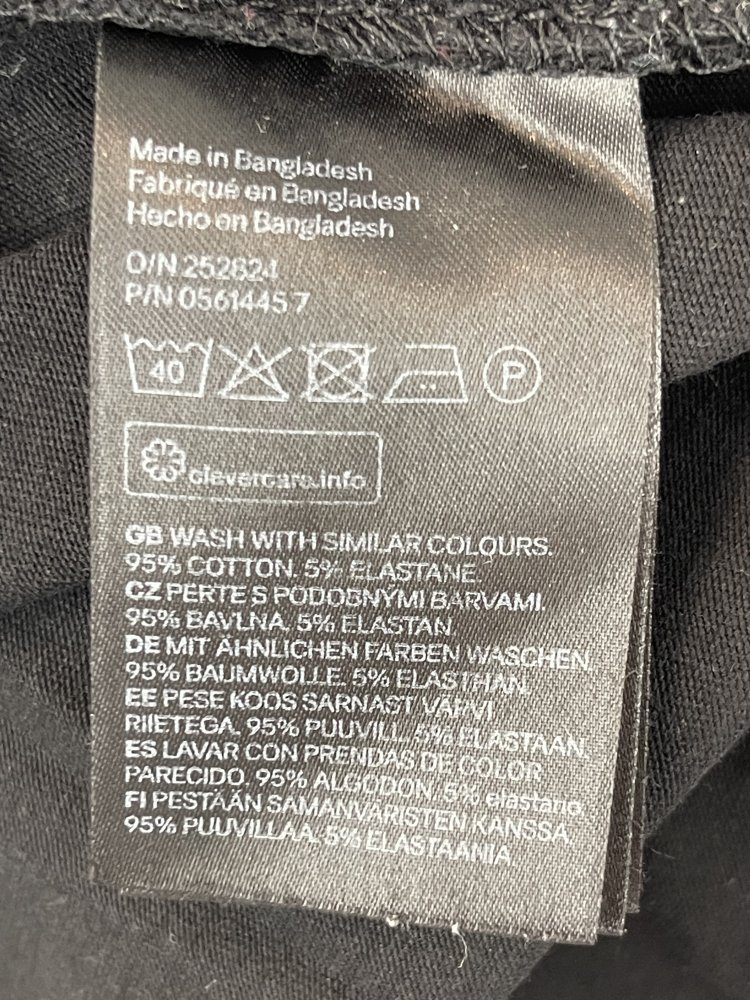 Made in Bangladesh
Fabriqué en Bangladesh
Hecho en Bangladesh
O/N 252824
P/N 0561445 7
40 P
clevercare.info
GB WASH WITH SIMILAR COLOURS.
95% COTTON. 5% ELASTANE.
CZ PERTE S PODOBNÝMI BARVAMI.
95% BAVLNA. 5% ELASTAN.
DE MIT ÄHNLICHEN FARBEN WASCHEN.
95% BAUMWOLLE. 5% ELASTHAN.
EE PESE KOOS SARNAST VÄRVI
RIIETEGA. 95% PUUVILL. 5% ELASTAAN.
ES LAVAR CON PRENDAS DE COLOR
PARECIDO. 95% ALGODÓN. 5% elastano.
FI PESTÄÄN SAMANVÄRISTEN KANSSA.
95% PUUVILLAA. 5% ELASTAANIA.